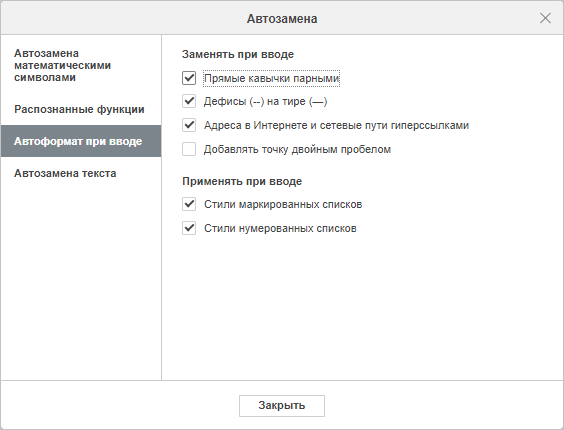 Автозамена
Автозамена
математическими
символами
Распознанные функции
Автоформат при вводе
Автозамена текста
Заменять при вводе
Прямые кавычки парными
Дефисы (--) на тире (—)
Адреса в Интернете и сетевые пути гиперссылками
Добавлять точку двойным пробелом
Применять при вводе
Стили маркированных списков
Стили нумерованных списков
Закрыть